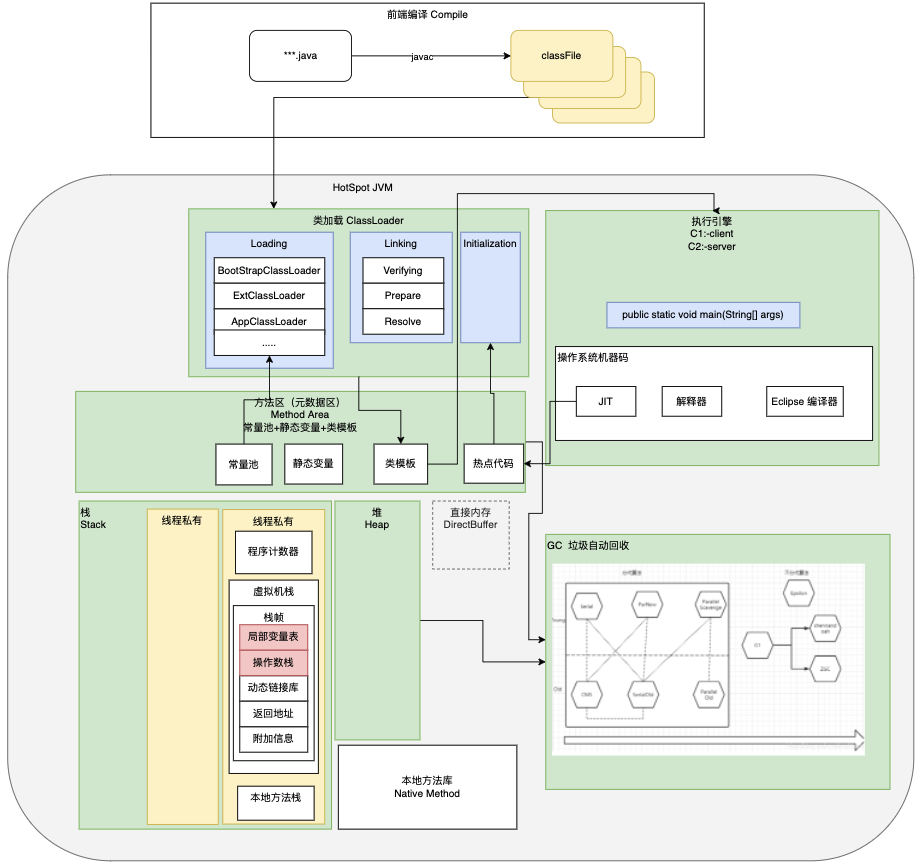 前端编译 Compile
***.java
javac
classFile
HotSpot JVM
类加载 ClassLoader
Loading
BootStrapClassLoader
ExtClassLoader
AppClassLoader
.....
Linking
Verifying
Prepare
Resolve
Initialization
执行引擎
C1:-client
C2:-server
public static void main(String[] args)
操作系统机器码
JIT
解释器
Eclipse 编译器
方法区（元数据区）
Method Area
常量池+静态变量+类模板
常量池
静态变量
类模板
热点代码
栈
Stack
线程私有
线程私有
程序计数器
虚拟机栈
栈帧
局部变量表
操作数栈
动态链接库
返回地址
附加信息
本地方法栈
堆
Heap
直接内存
DirectBuffer
本地方法库
Native Method
GC 垃圾自动回收
Serial
ParNew
Parallel
Scavenge
CMS
SerialOld
Parallel
Old
Old
Epsilon
G1
ZGC